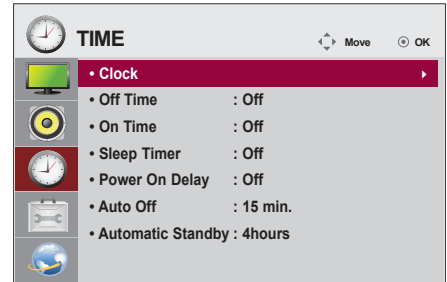 TIME
Move OK
• Clock
• Off Time : Off
• On Time : Off
• Sleep Timer : Off
• Power On Delay : Off
• Auto Off : 15 min.
• Automatic Standby : 4hours